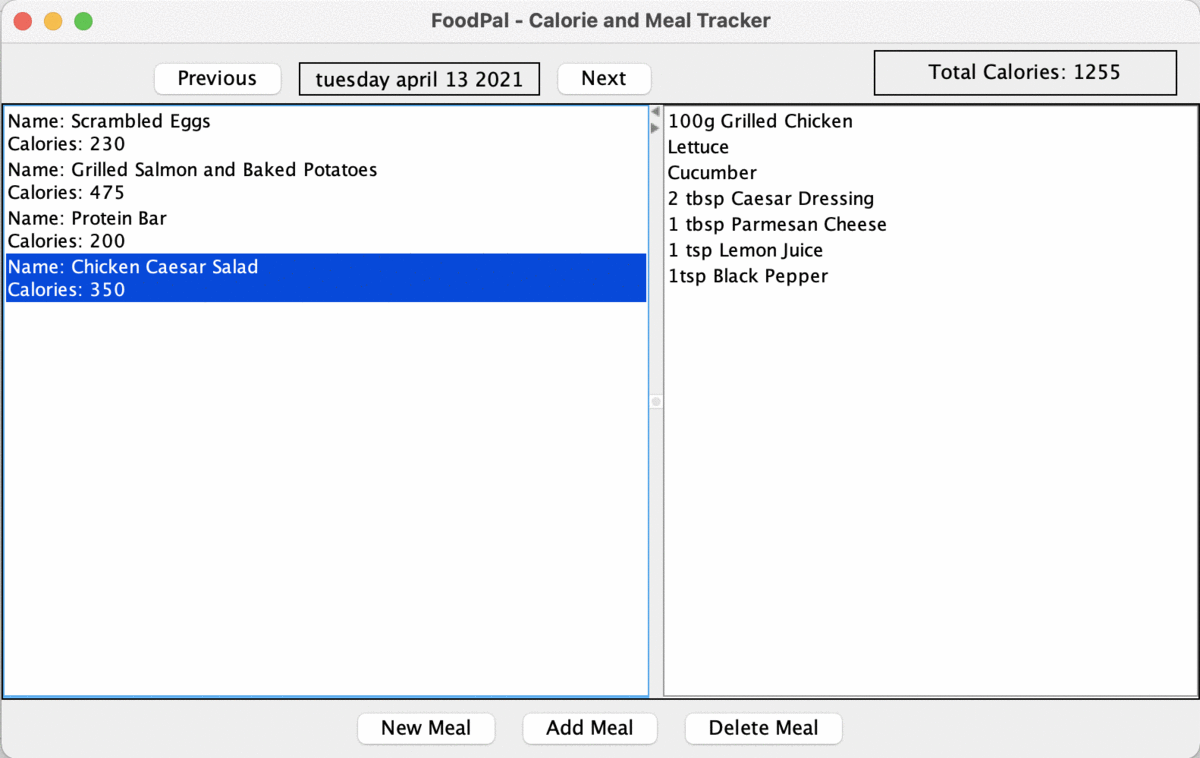 FoodPal - Calorie and Meal Tracker
Previous
tuesday april 13 2021
Next
Total Calories: 1255
Name: Scrambled Eggs
Calories: 230
Name: Grilled Salmon and Baked Potatoes
Calories: 475
Name: Protein Bar
Calories: 200
Name: Chicken Caesar Salad
Calories: 350
100g Grilled Chicken
Lettuce
Cucumber
2 tbsp Caesar Dressing
1 tbsp Parmesan Cheese
1 tsp Lemon Juice
1tsp Black Pepper
New Meal
Add Meal
Delete Meal